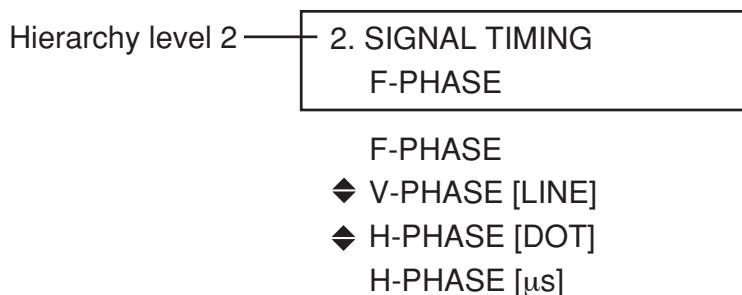 Hierarchy level 2
2. SIGNAL TIMING
F-PHASE
F-PHASE
V-PHASE [LINE]
H-PHASE [DOT]
H-PHASE [μs]